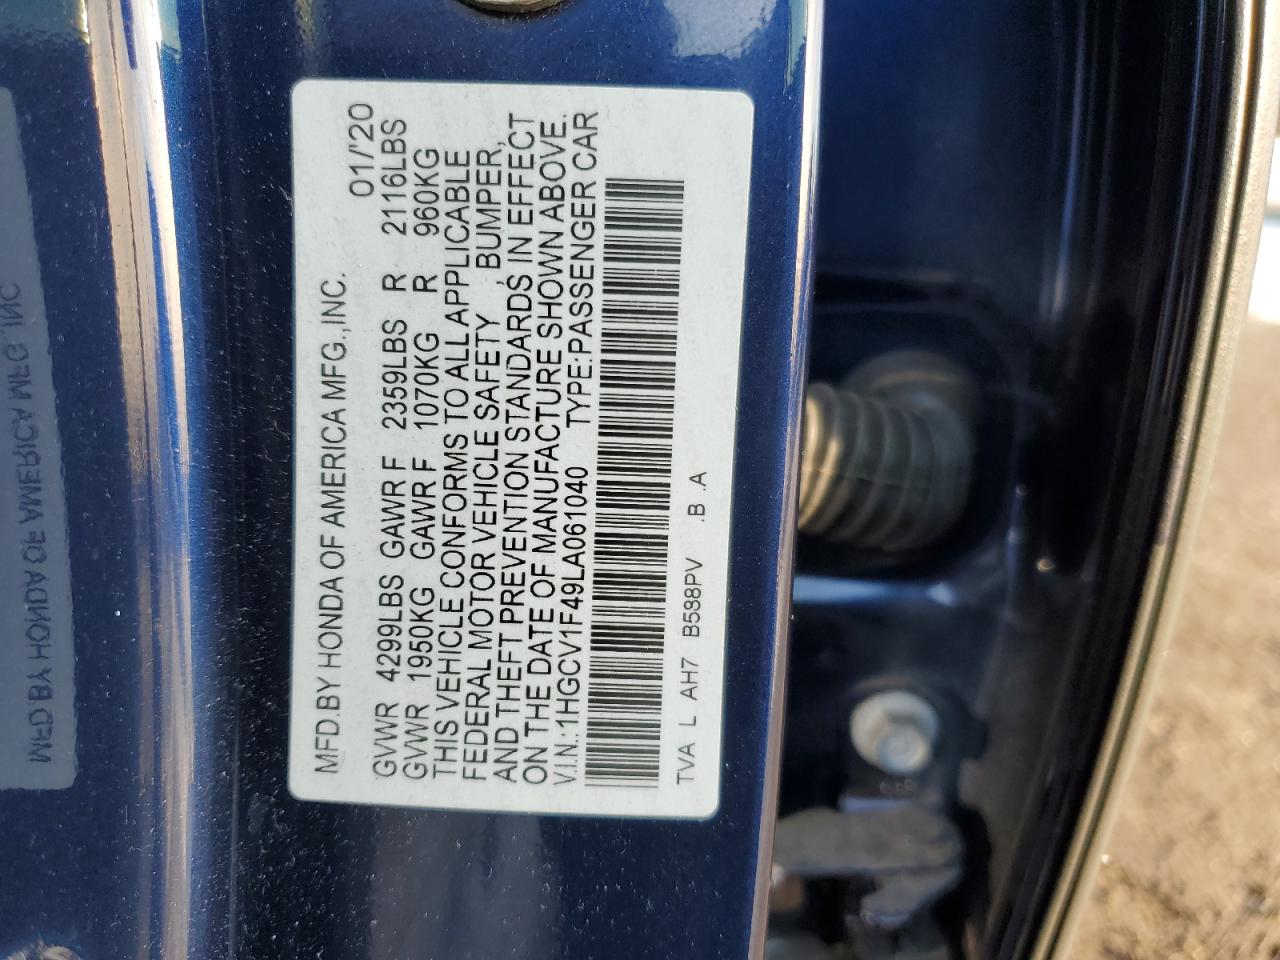 MFD.BY HONDA OF AMERICA MFG.,INC. 01/'20
GVWR 4299LBS GAWR F 2359LBS R 2116LBS
GVWR 1950KG GAWR F 1070KG R 960KG
THIS VEHICLE CONFORMS TO ALL APPLICABLE
FEDERAL MOTOR VEHICLE SAFETY, BUMPER,
AND THEFT PREVENTION STANDARDS, IN EFFECT
ON THE DATE OF MANUFACTURE SHOWN ABOVE.
V.I.N.:1HGCV1F49LA061040 TYPE:PASSENGER CAR
TVA L AH7 B588PV .B .A
MFD.BY HONDA OF AMERICA MFG.,INC.